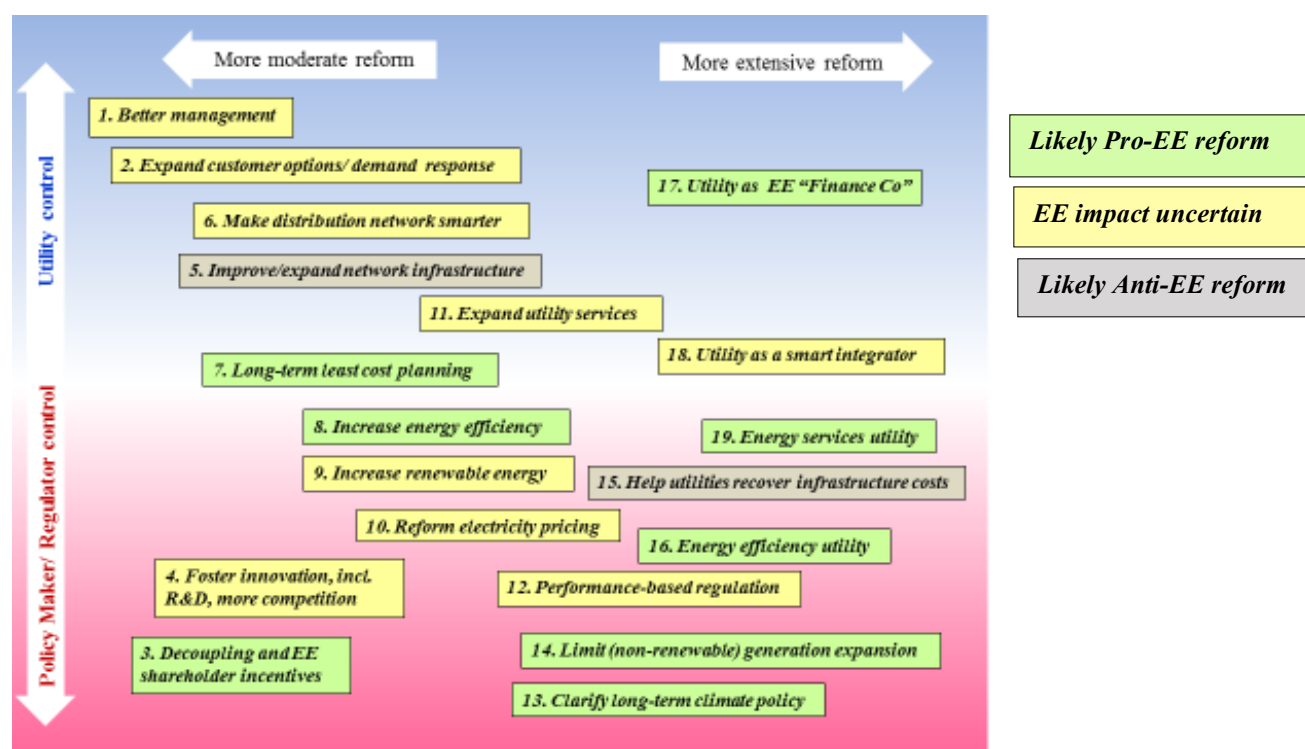 More moderate reform
More extensive reform
Utility control
Policy Maker/ Regulator control
1. Better management
2. Expand customer options/ demand response
17. Utility as EE “Finance Co”
6. Make distribution network smarter
5. Improve/expand network infrastructure
11. Expand utility services
18. Utility as a smart integrator
7. Long-term least cost planning
8. Increase energy efficiency
19. Energy services utility
9. Increase renewable energy
15. Help utilities recover infrastructure costs
10. Reform electricity pricing
16. Energy efficiency utility
4. Foster innovation, incl.
R&D, more competition
12. Performance-based regulation
3. Decoupling and EE
shareholder incentives
14. Limit (non-renewable) generation expansion
13. Clarify long-term climate policy
Likely Pro-EE reform
EE impact uncertain
Likely Anti-EE reform